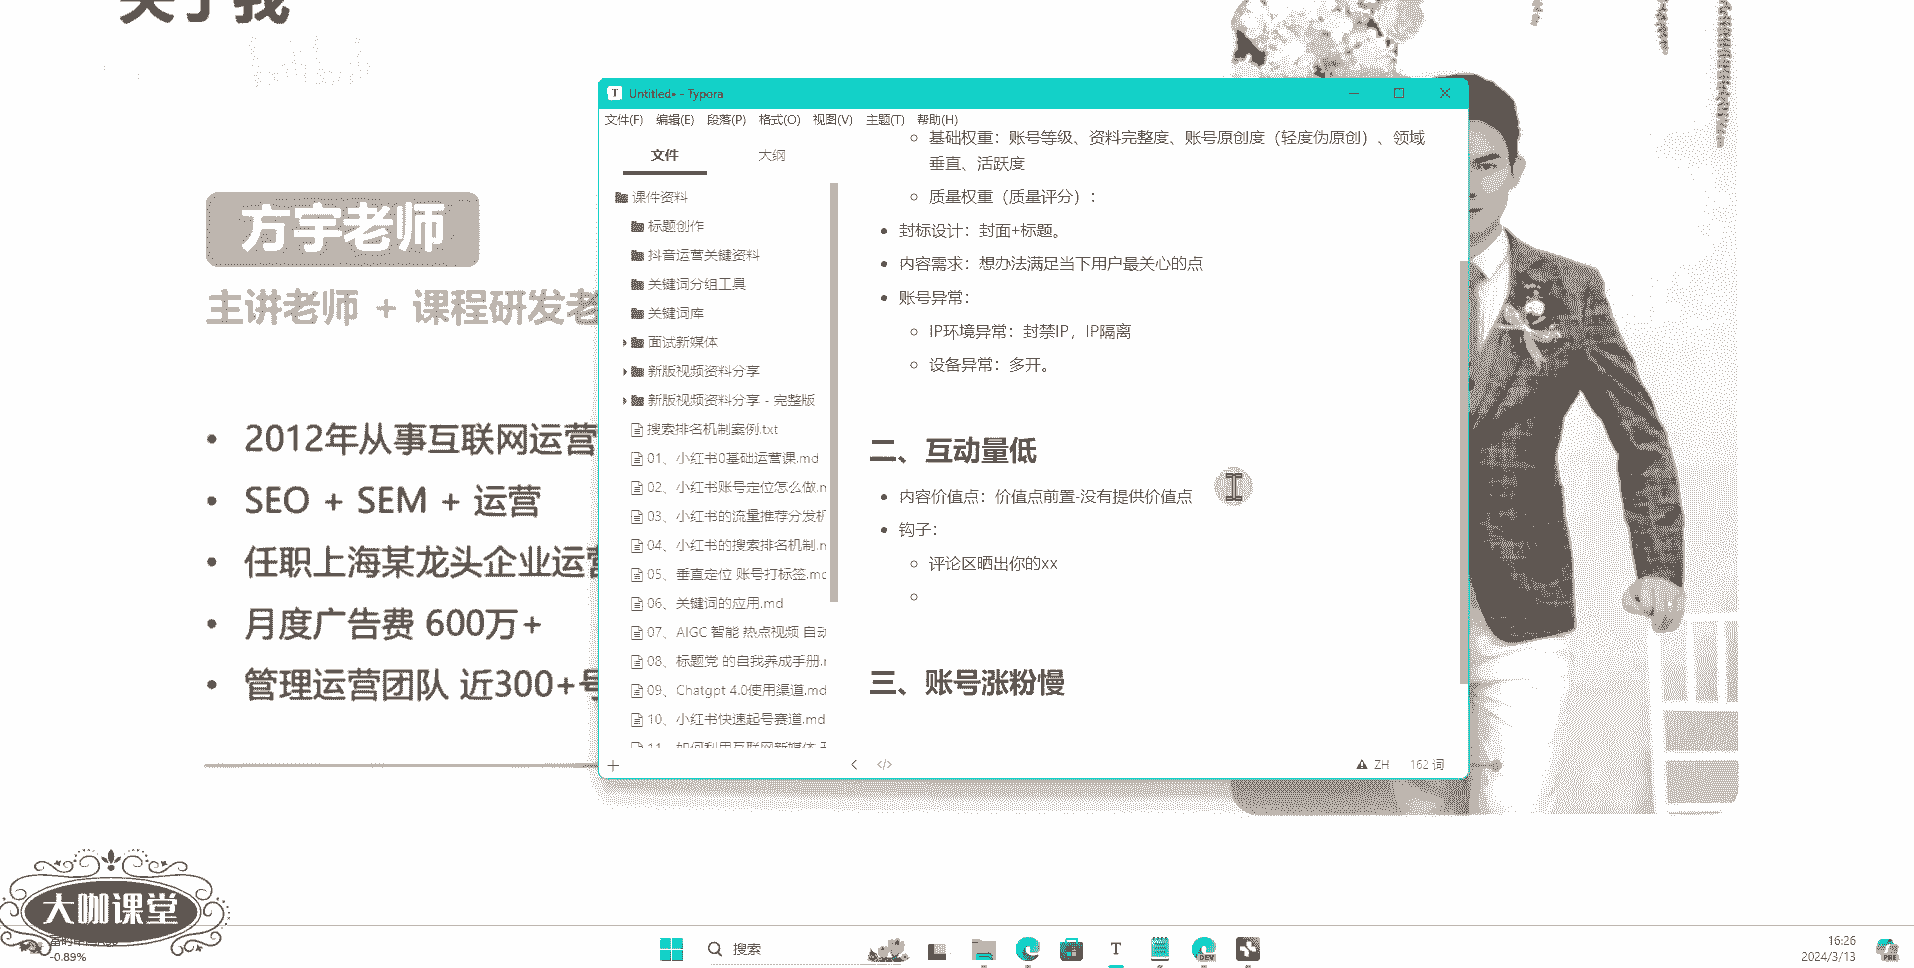 关于我
方宇老师
主讲老师 + 课程研发老
• 2012年从事互联网运营
• SEO + SEM + 运营
• 任职上海某龙头企业运营
• 月度广告费 600万+
• 管理运营团队 近300+号
Untitled• - Typora
文件(F) 编辑(E) 段落(P) 格式(O) 视图(V) 主题(T) 帮助(H)
文件 大纲
课件资料
标题创作
抖音运营关键资料
关键词分组工具
关键词库
面试新媒体
新版视频资料分享
新版视频资料分享 - 完整版
搜索排名机制案例.txt
01、小红书0基础运营课.md
02、小红书账号定位怎么做.m
03、小红书的流量推荐分发机
04、小红书的搜索排名机制.m
05、垂直定位 账号打标签.md
06、关键词的应用.md
07、AIGC 智能 热点视频 自动
08、标题党 的自我养成手册.m
09、Chatgpt 4.0使用渠道.md
10、小红书快速起号赛道.md
11、如何利用互联网新媒体
基础权重：账号等级、资料完整度、账号原创度（轻度伪原创）、领域
垂直、活跃度
质量权重（质量评分）：
封标设计：封面+标题。
内容需求：想办法满足当下用户最关心的点
账号异常：
IP环境异常：封禁IP，IP隔离
设备异常：多开。
二、互动量低
内容价值点：价值点前置-没有提供价值点
钩子：
评论区晒出你的xx
三、账号涨粉慢
ZH 162 词
大咖课堂
-0.89%
搜索
DEV
16:26
2024/3/13
PRE